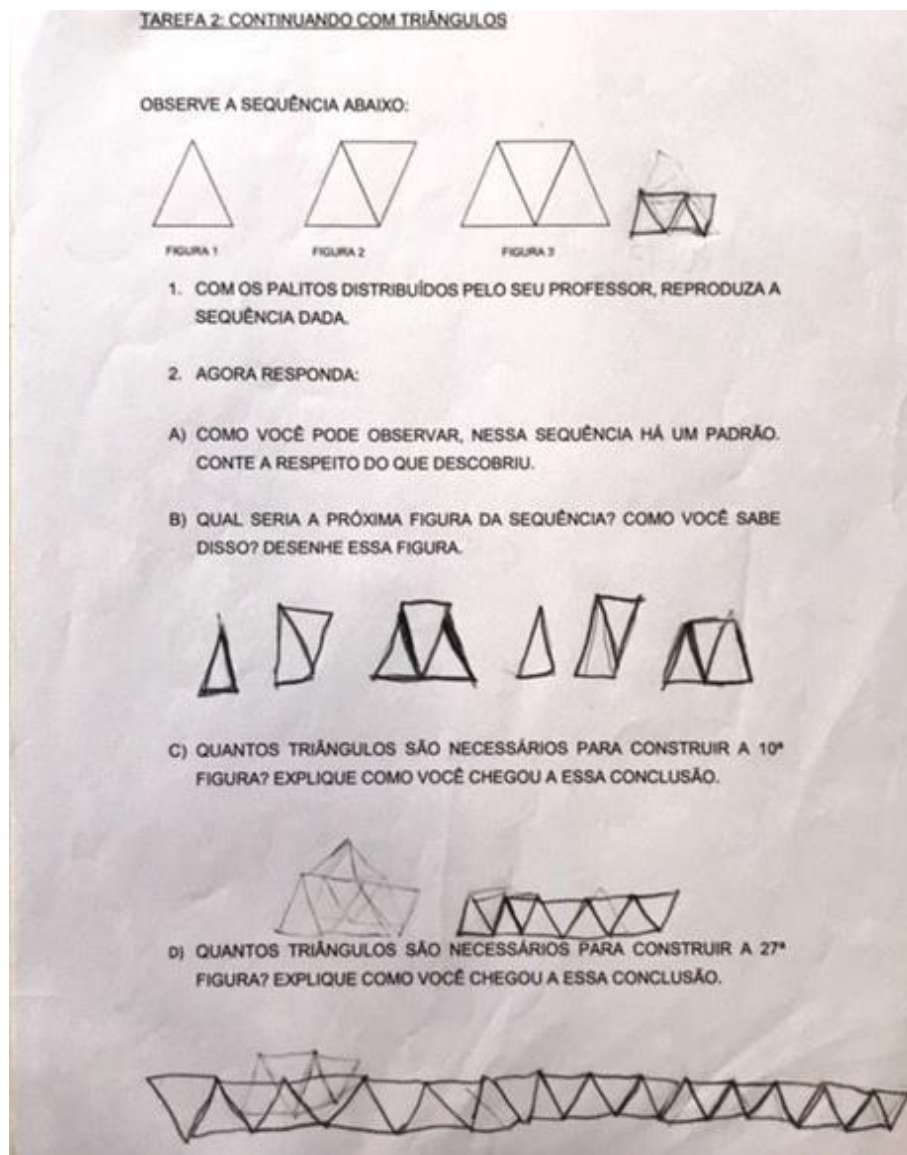 TAREFA 2: CONTINUANDO COM TRIÂNGULOS
OBSERVE A SEQUÊNCIA ABAIXO:
FIGURA 1 FIGURA 2 FIGURA 3
1. COM OS PALITOS DISTRIBUÍDOS PELO SEU PROFESSOR, REPRODUZA A
SEQUÊNCIA DADA.
2. AGORA RESPONDA:
A) COMO VOCÊ PODE OBSERVAR, NESSA SEQUÊNCIA HÁ UM PADRÃO.
CONTE A RESPEITO DO QUE DESCOBRIU.
B) QUAL SERIA A PRÓXIMA FIGURA DA SEQUÊNCIA? COMO VOCÊ SABE
DISSO? DESENHE ESSA FIGURA.
C) QUANTOS TRIÂNGULOS SÃO NECESSÁRIOS PARA CONSTRUIR A 10ª
FIGURA? EXPLIQUE COMO VOCÊ CHEGOU A ESSA CONCLUSÃO.
D) QUANTOS TRIÂNGULOS SÃO NECESSÁRIOS PARA CONSTRUIR A 27ª
FIGURA? EXPLIQUE COMO VOCÊ CHEGOU A ESSA CONCLUSÃO.